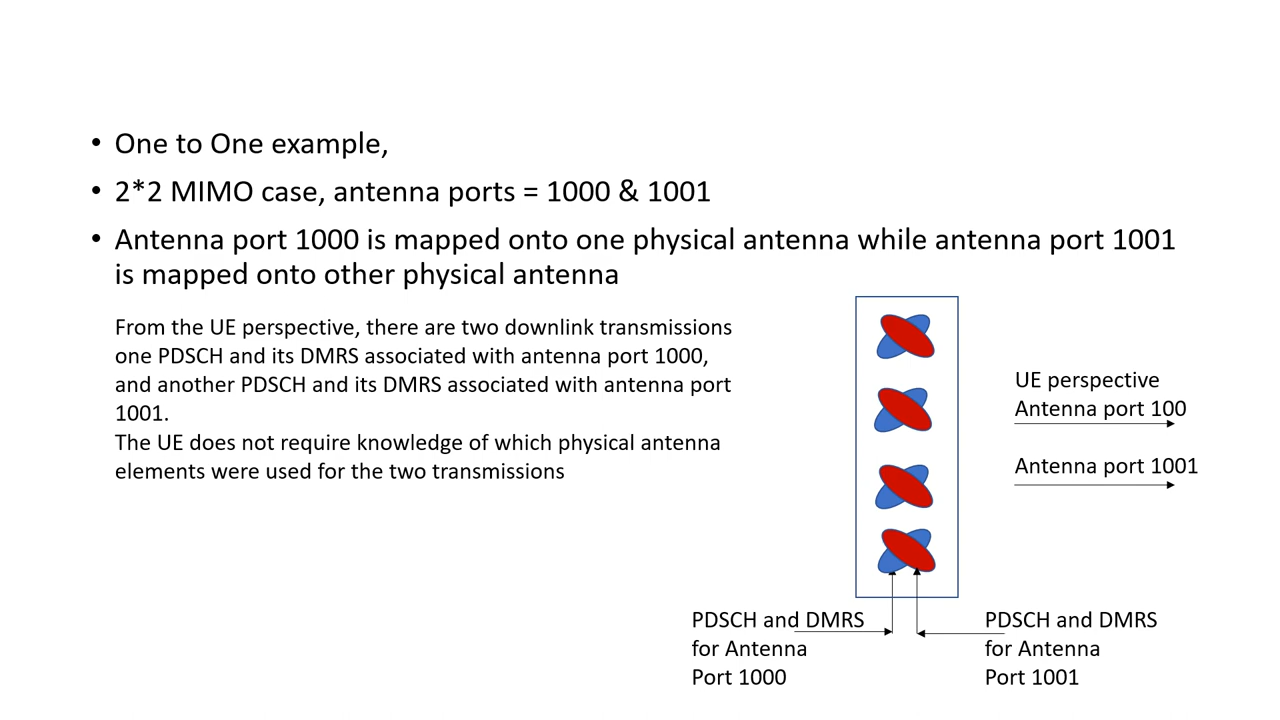 • One to One example,
• 2*2 MIMO case, antenna ports = 1000 & 1001
• Antenna port 1000 is mapped onto one physical antenna while antenna port 1001
is mapped onto other physical antenna
From the UE perspective, there are two downlink transmissions
one PDSCH and its DMRS associated with antenna port 1000,
and another PDSCH and its DMRS associated with antenna port
1001.
The UE does not require knowledge of which physical antenna
elements were used for the two transmissions
UE perspective
Antenna port 100
Antenna port 1001
PDSCH and DMRS
for Antenna
Port 1000
PDSCH and DMRS
for Antenna
Port 1001